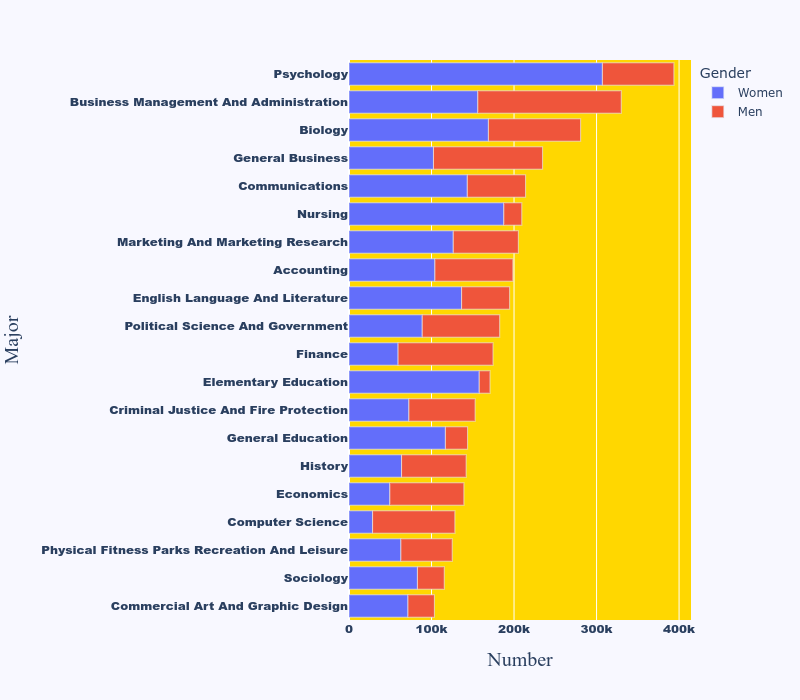 Psychology
Business Management And Administration
Biology
General Business
Communications
Nursing
Marketing And Marketing Research
Accounting
English Language And Literature
Political Science And Government
Finance
Elementary Education
Criminal Justice And Fire Protection
General Education
History
Economics
Computer Science
Physical Fitness Parks Recreation And Leisure
Sociology
Commercial Art And Graphic Design
0 100k 200k 300k 400k
Number
Major
Gender
Women
Men